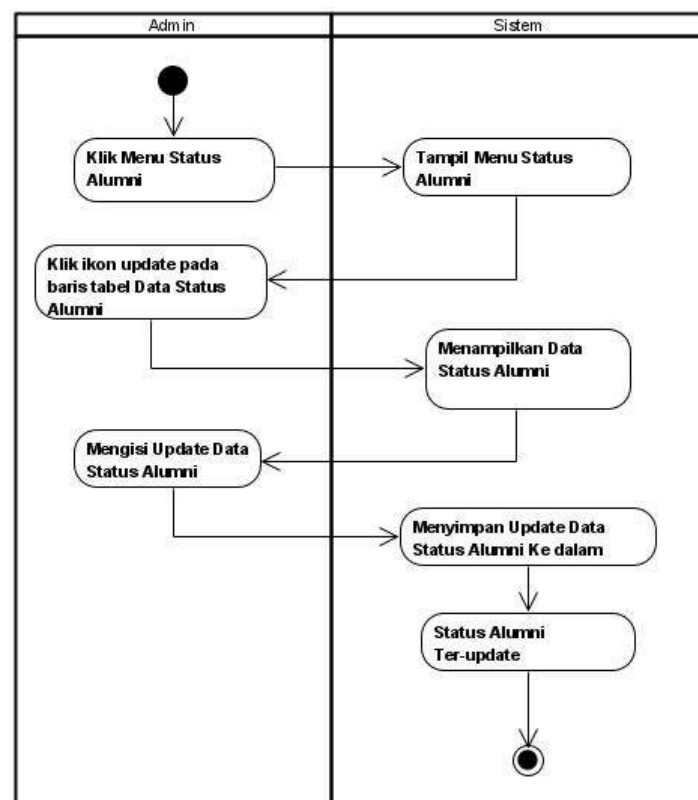 Admin
Sistem
Klik Menu Status
Alumni
Tampil Menu Status
Alumni
Klik ikon update pada
baris tabel Data Status
Alumni
Menampilkan Data
Status Alumni
Mengisi Update Data
Status Alumni
Menyimpan Update Data
Status Alumni Ke dalam
Status Alumni
Ter-update